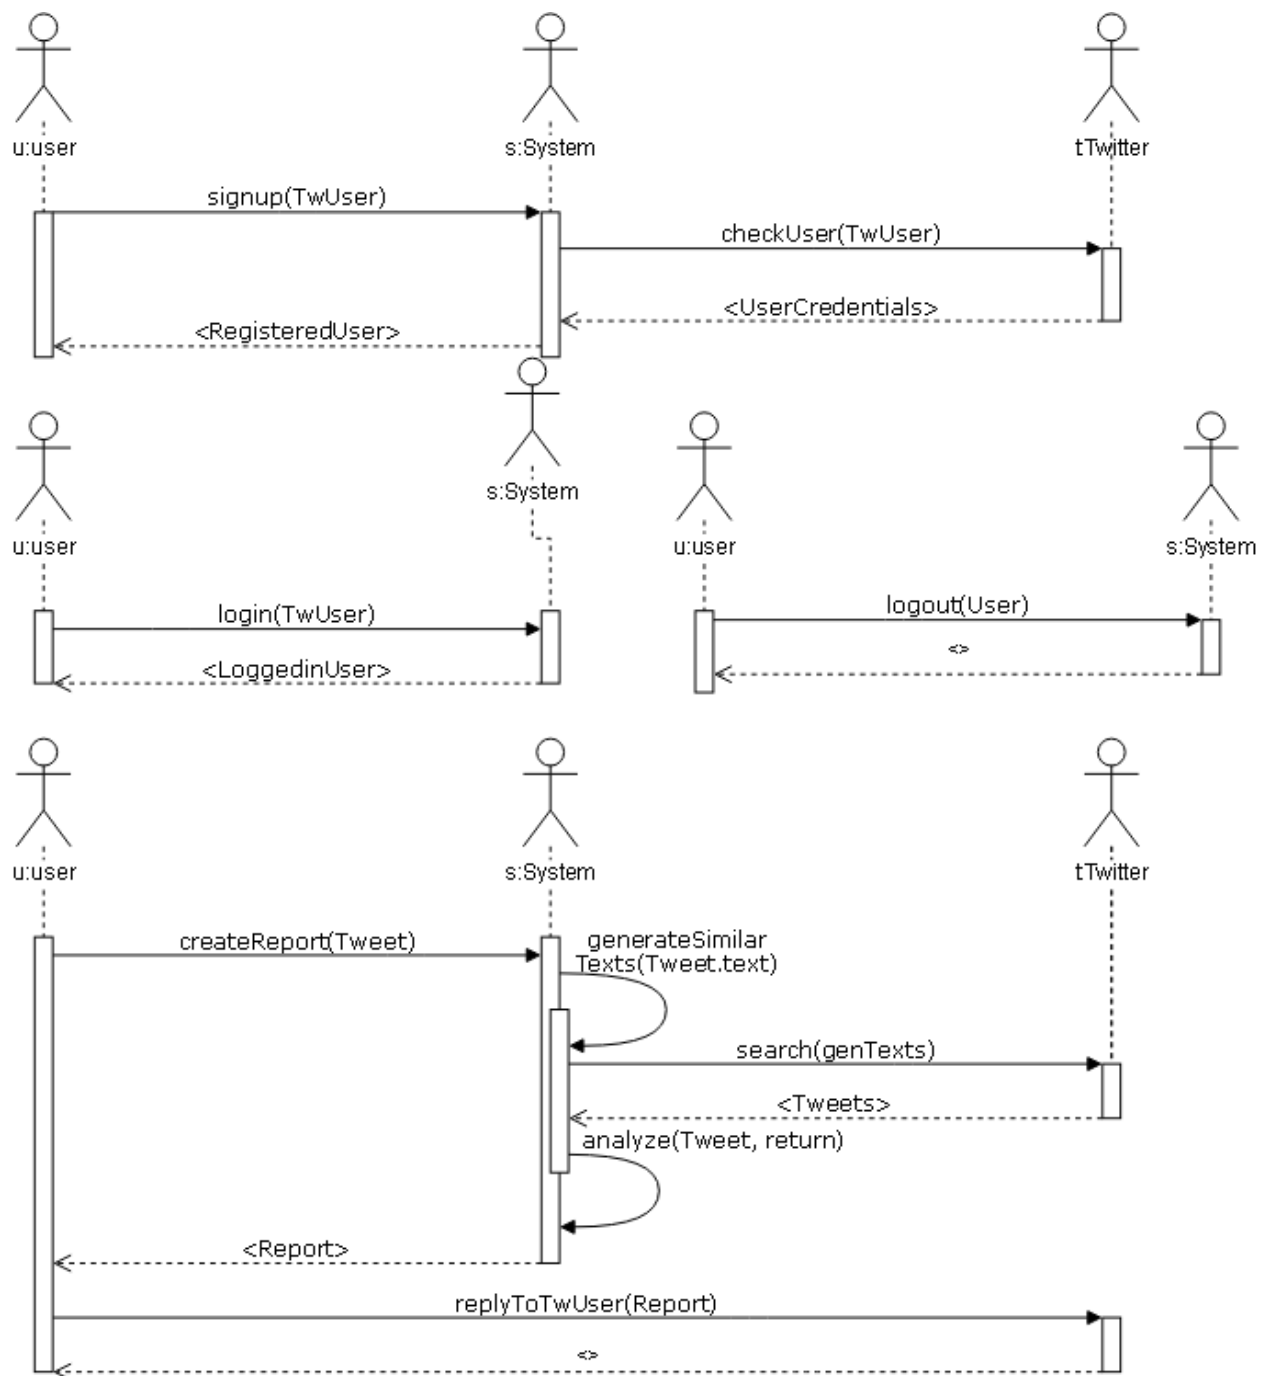 u:user
s:System
tTwitter
signup(TwUser)
checkUser(TwUser)
<UserCredentials>
<RegisteredUser>
s:System
u:user
u:user
s:System
login(TwUser)
logout(User)
<>
<LoggedinUser>
u:user
s:System
tTwitter
createReport(Tweet)
generateSimilar
Texts(Tweet.text)
search(genTexts)
<Tweets>
analyze(Tweet, return)
<Report>
replyToTwUser(Report)
<>